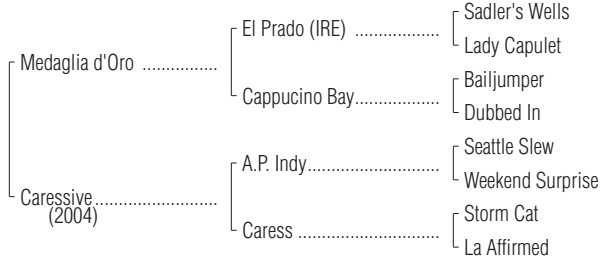 Sadler's Wells
El Prado (IRE) ...................
Lady Capulet
Medaglia d'Oro ................
Bailjumper
Cappucino Bay...................
Dubbed In
Seattle Slew
A.P. Indy.............................
Weekend Surprise
Caressive..........................
(2004)
Storm Cat
Caress ...............................
La Affirmed